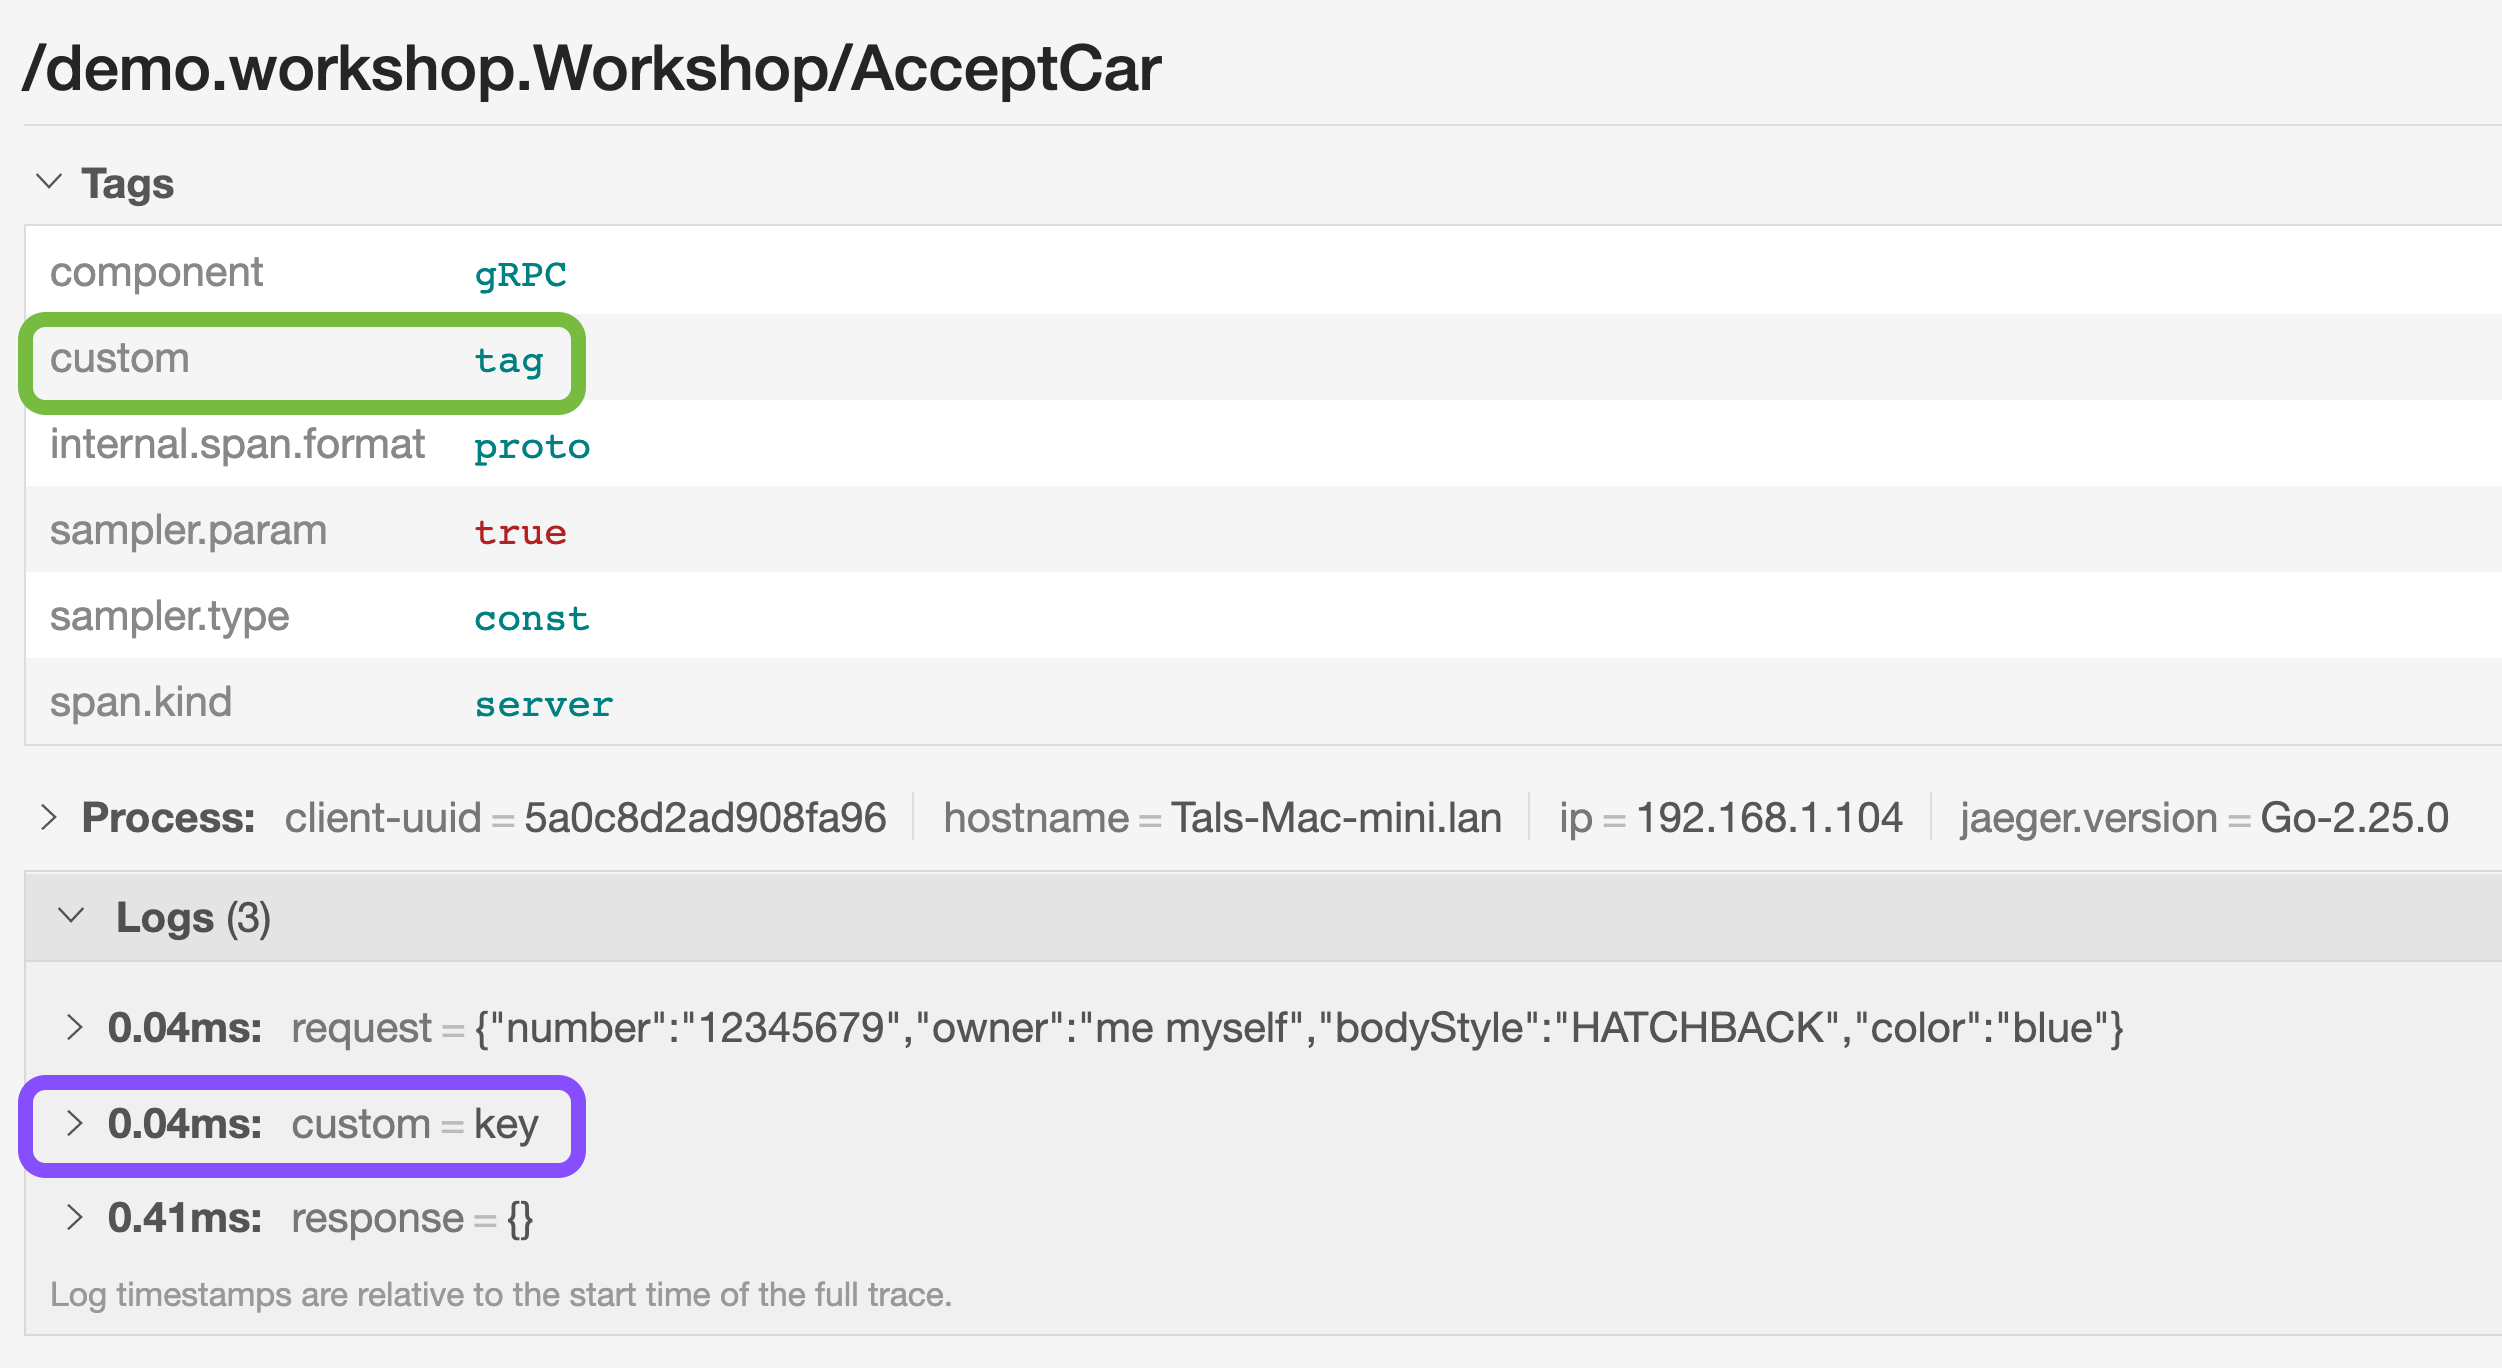 /demo.workshop.Workshop/AcceptCar
Tags
component gRPC
custom tag
internal.span.format proto
sampler.param true
sampler.type const
span.kind server
Process: client-uuid = 5a0c8d2ad908fa96 hostname = Tals-Mac-mini.lan ip = 192.168.1.104 jaeger.version = Go-2.25.0
Logs (3)
0.04ms: request = {"number":"12345679","owner":"me myself","bodyStyle":"HATCHBACK","color":"blue"}
0.04ms: custom = key
0.41ms: response = {}
Log timestamps are relative to the start time of the full trace.